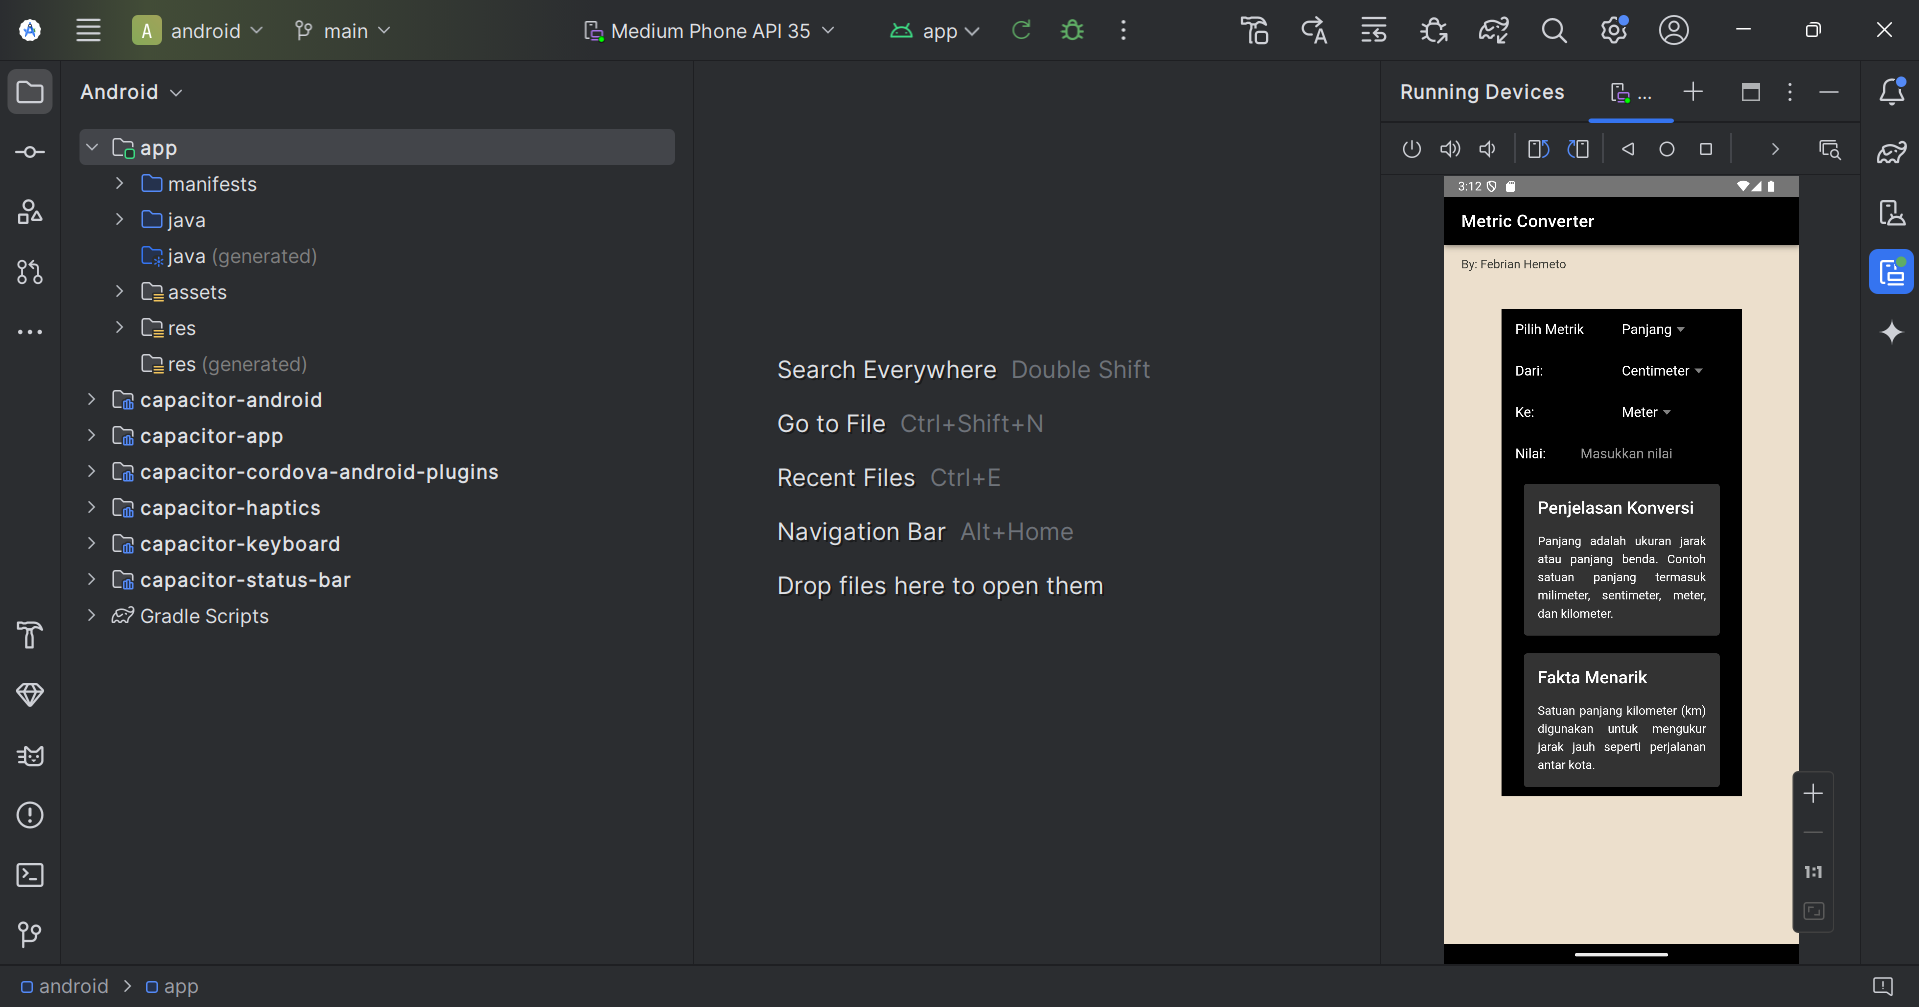 A android main Medium Phone API 35 app
Android
app
manifests
java
java (generated)
assets
res
res (generated)
capacitor-android
capacitor-app
capacitor-cordova-android-plugins
capacitor-haptics
capacitor-keyboard
capacitor-status-bar
Gradle Scripts
Search Everywhere Double Shift
Go to File Ctrl+Shift+N
Recent Files Ctrl+E
Navigation Bar Alt+Home
Drop files here to open them
Running Devices ...
3:12
Metric Converter
By: Febrian Hemeto
Pilih Metrik Panjang
Dari: Centimeter
Ke: Meter
Nilai: Masukkan nilai
Penjelasan Konversi
Panjang adalah ukuran jarak
atau panjang benda. Contoh
satuan panjang termasuk
milimeter, sentimeter, meter,
dan kilometer.
Fakta Menarik
Satuan panjang kilometer (km)
digunakan untuk mengukur
jarak jauh seperti perjalanan
antar kota.
1:1
android > app